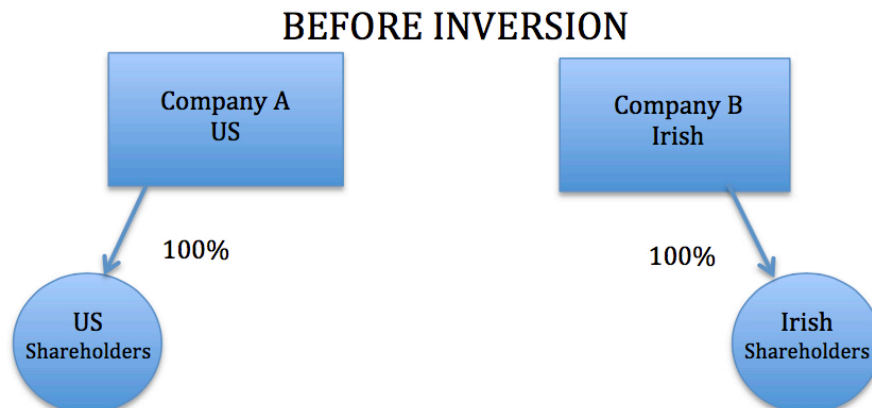 BEFORE INVERSION
Company A
US
Company B
Irish
100%
100%
US
Shareholders
Irish
Shareholders